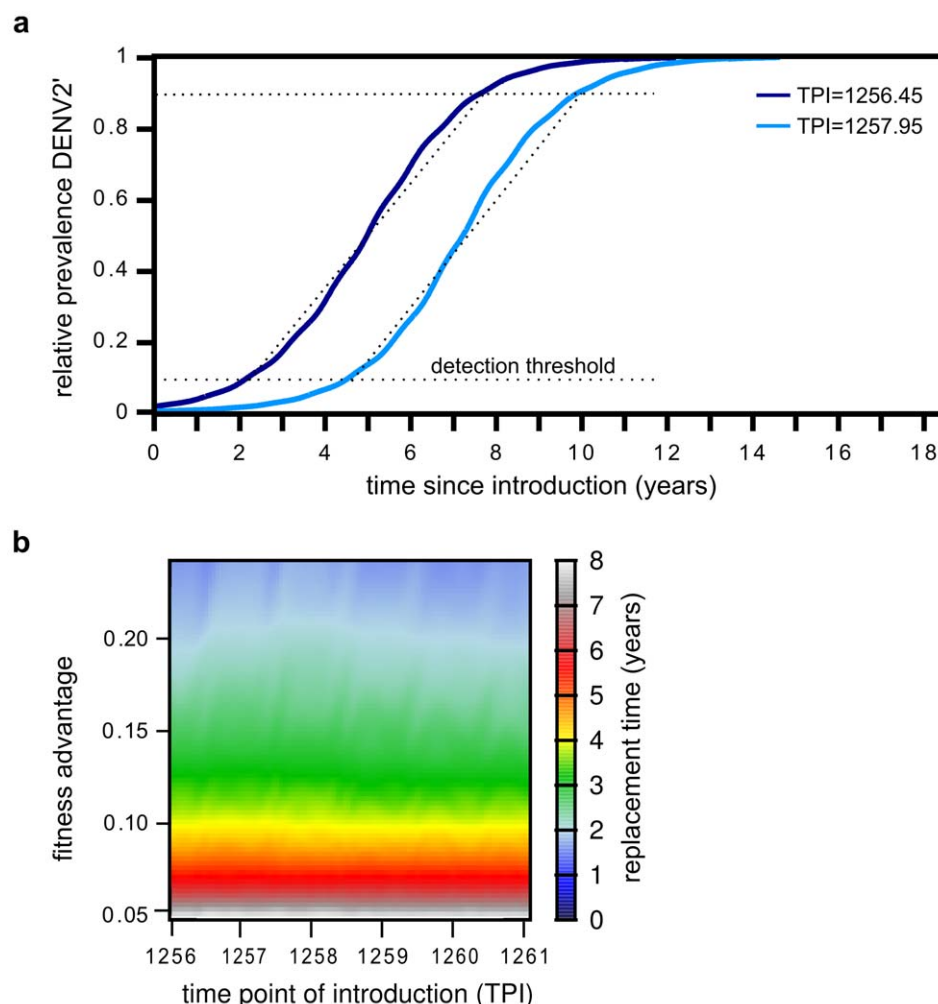 a
relative prevalence DENV2'
1
0.8
0.6
0.4
0.2
0
TPI=1256.45
TPI=1257.95
detection threshold
0 2 4 6 8 10 12 14 16 18
time since introduction (years)
b
fitness advantage
0.20
0.15
0.10
0.05
1256 1257 1258 1259 1260 1261
time point of introduction (TPI)
8
7
6
5
4
3
2
1
0
replacement time (years)